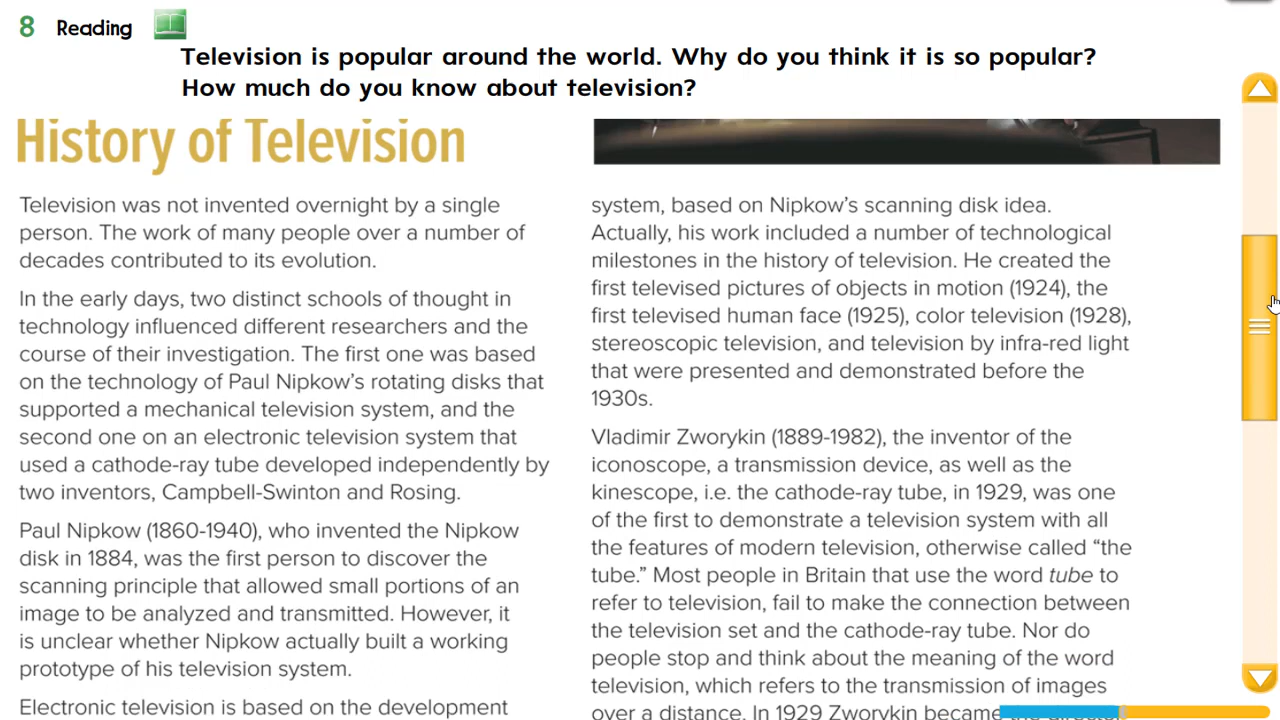 8 Reading
Television is popular around the world. Why do you think it is so popular?
How much do you know about television?
History of Television
Television was not invented overnight by a single
person. The work of many people over a number of
decades contributed to its evolution.
In the early days, two distinct schools of thought in
technology influenced different researchers and the
course of their investigation. The first one was based
on the technology of Paul Nipkow’s rotating disks that
supported a mechanical television system, and the
second one on an electronic television system that
used a cathode-ray tube developed independently by
two inventors, Campbell-Swinton and Rosing.
Paul Nipkow (1860-1940), who invented the Nipkow
disk in 1884, was the first person to discover the
scanning principle that allowed small portions of an
image to be analyzed and transmitted. However, it
is unclear whether Nipkow actually built a working
prototype of his television system.
Electronic television is based on the development
system, based on Nipkow’s scanning disk idea.
Actually, his work included a number of technological
milestones in the history of television. He created the
first televised pictures of objects in motion (1924), the
first televised human face (1925), color television (1928),
stereoscopic television, and television by infra-red light
that were presented and demonstrated before the
1930s.
Vladimir Zworykin (1889-1982), the inventor of the
iconoscope, a transmission device, as well as the
kinescope, i.e. the cathode-ray tube, in 1929, was one
of the first to demonstrate a television system with all
the features of modern television, otherwise called “the
tube.” Most people in Britain that use the word tube to
refer to television, fail to make the connection between
the television set and the cathode-ray tube. Nor do
people stop and think about the meaning of the word
television, which refers to the transmission of images
over a distance. In 1929 Zworykin became